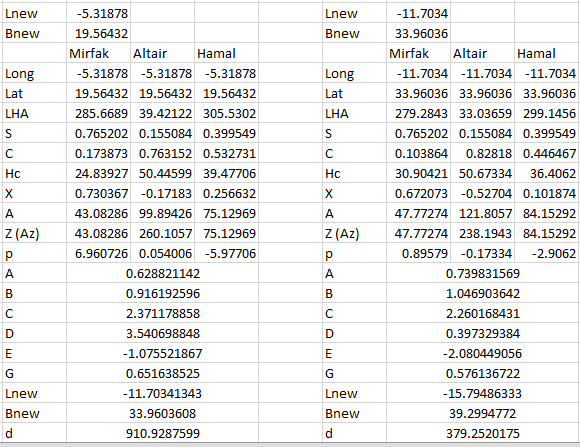 Lnew -5.31878 Lnew -11.7034
Bnew 19.56432 Bnew 33.96036
Mirfak Altair Hamal Mirfak Altair Hamal
Long -5.31878 -5.31878 -5.31878 Long -11.7034 -11.7034 -11.7034
Lat 19.56432 19.56432 19.56432 Lat 33.96036 33.96036 33.96036
LHA 285.6689 39.42122 305.5302 LHA 279.2843 33.03659 299.1456
S 0.765202 0.155084 0.399549 S 0.765202 0.155084 0.399549
C 0.173873 0.763152 0.532731 C 0.103864 0.82818 0.446467
Hc 24.83927 50.44599 39.47706 Hc 30.90421 50.67334 36.4062
X 0.730367 -0.17183 0.256632 X 0.672073 -0.52704 0.101874
A 43.08286 99.89426 75.12969 A 47.77274 121.8057 84.15292
Z (Az) 43.08286 260.1057 75.12969 Z (Az) 47.77274 238.1943 84.15292
p 6.960726 0.054006 -5.97706 p 0.89579 -0.17334 -2.9062
A 0.628821142 A 0.739831569
B 0.916192596 B 1.046903642
C 2.371178858 C 2.260168431
D 3.540698848 D 0.397329384
E -1.075521867 E -2.080449056
G 0.651638525 G 0.576136722
Lnew -11.70341343 Lnew -15.79486333
Bnew 33.9603608 Bnew 39.2994772
d 910.9287599 d 379.2520175